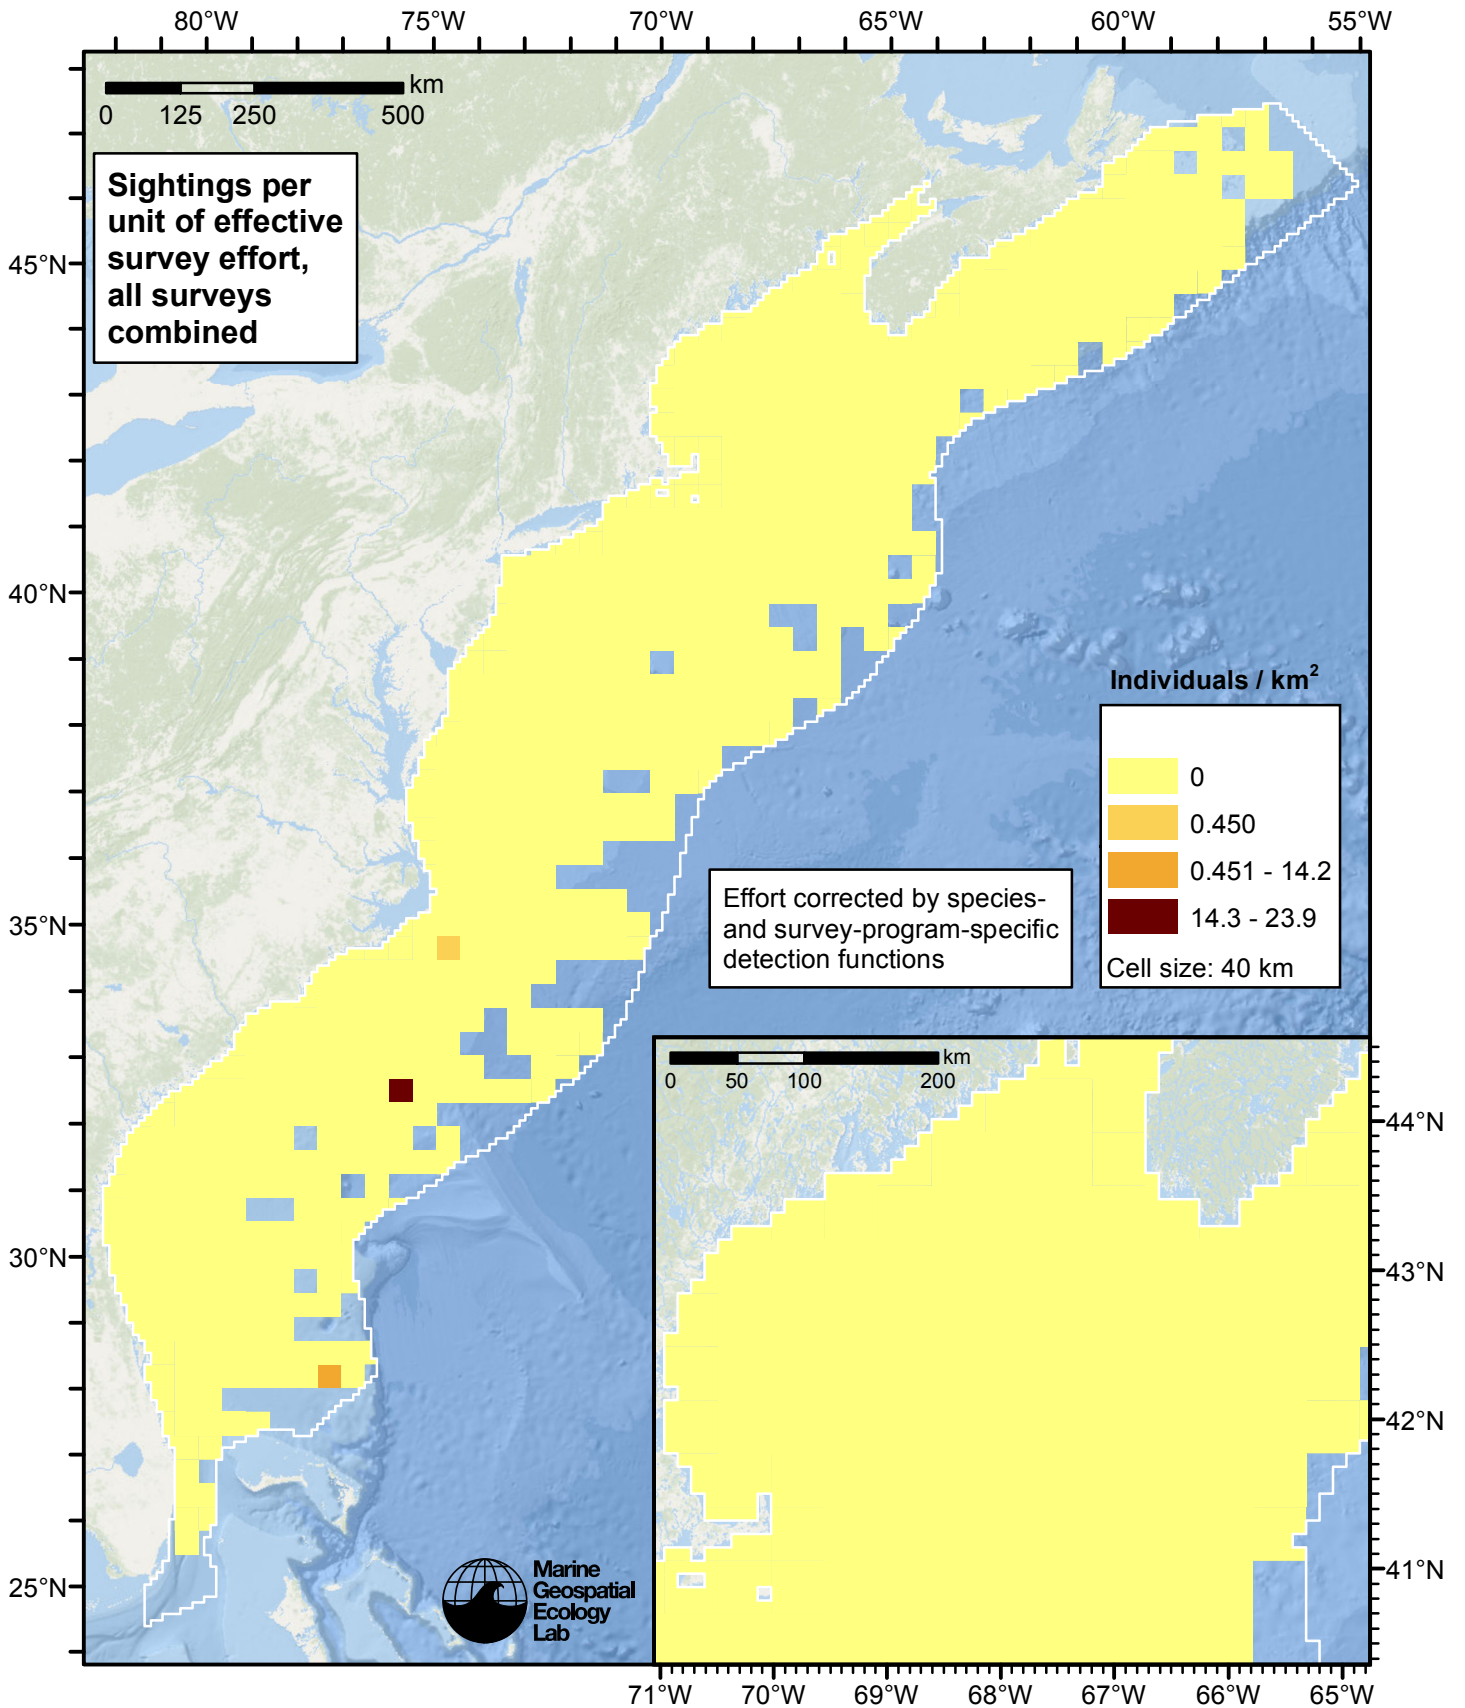 80°W 75°W 70°W 65°W 60°W 55°W
km
0 125 250 500
Sightings per
unit of effective
survey effort,
all surveys
combined
45°N
40°N
35°N
30°N
25°N
Individuals / km²
0
0.450
0.451 - 14.2
14.3 - 23.9
Cell size: 40 km
Effort corrected by species-
and survey-program-specific
detection functions
km
0 50 100 200
44°N
43°N
42°N
41°N
Marine
Geospatial
Ecology
Lab
71°W 70°W 69°W 68°W 67°W 66°W 65°W